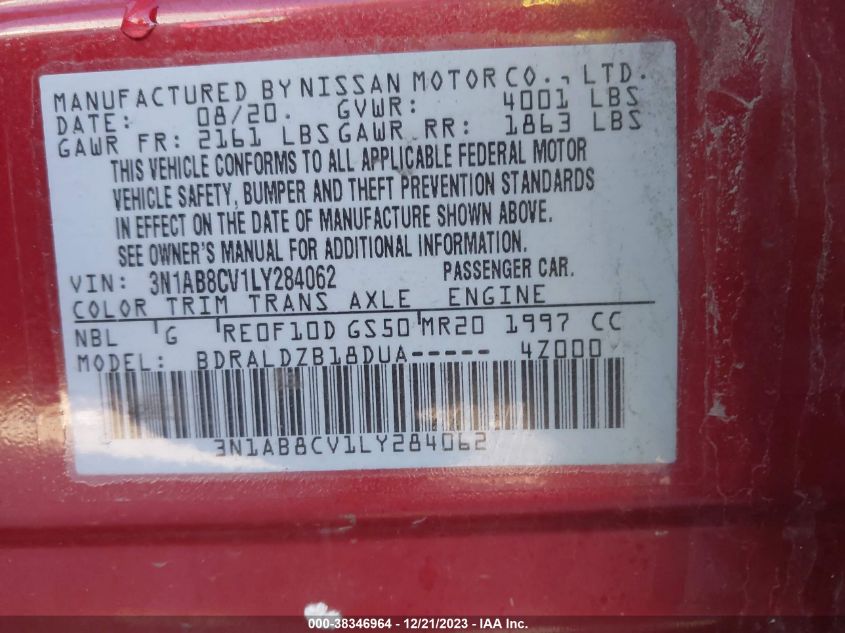 MANUFACTURED BY NISSAN MOTOR CO., LTD.
DATE: 08/20. GVWR: 4001 LBS
GAWR FR: 2161 LBS GAWR RR: 1863 LBS
THIS VEHICLE CONFORMS TO ALL APPLICABLE FEDERAL MOTOR
VEHICLE SAFETY, BUMPER AND THEFT PREVENTION STANDARDS
IN EFFECT ON THE DATE OF MANUFACTURE SHOWN ABOVE.
SEE OWNER'S MANUAL FOR ADDITIONAL INFORMATION.
VIN: 3N1AB8CV1LY284062 PASSENGER CAR.
COLOR TRIM TRANS AXLE ENGINE
NBL ' G ' RE0F10D GS50 ' MR20 1997 CC
MODEL: BDRALDZB18DUA----- 4Z000
3N1AB8CV1LY284062
000-38346964 - 12/21/2023 - IAA Inc.